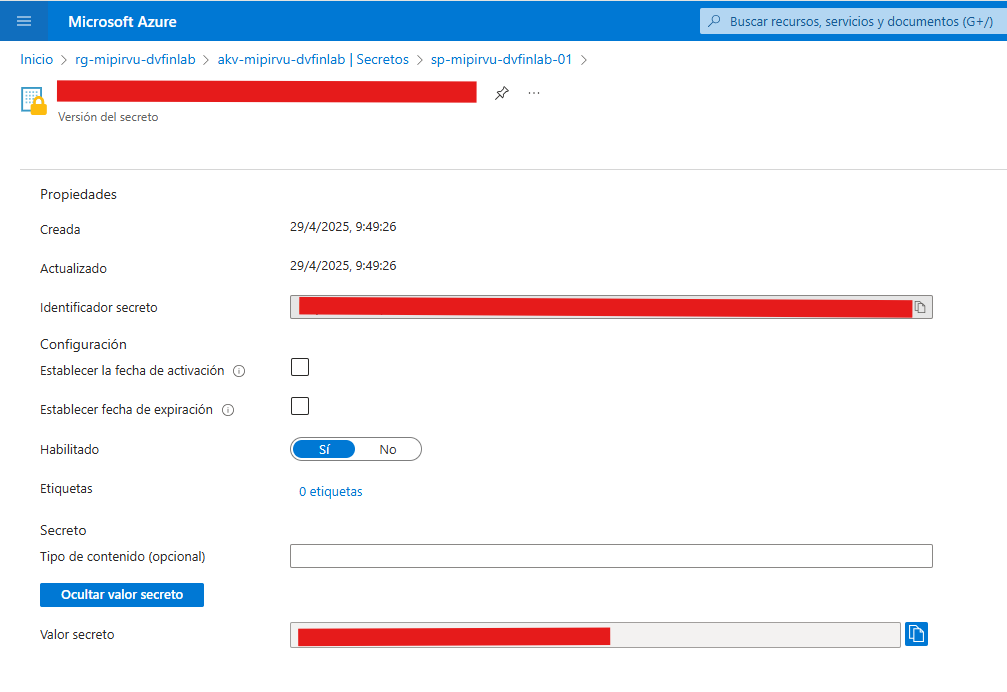 Microsoft Azure
Buscar recursos, servicios y documentos (G+/)
Inicio > rg-mipirvu-dvfinlab > akv-mipirvu-dvfinlab | Secretos > sp-mipirvu-dvfinlab-01 >
Versión del secreto
Propiedades
Creada 29/4/2025, 9:49:26
Actualizado 29/4/2025, 9:49:26
Identificador secreto
Configuración
Establecer la fecha de activación
Establecer fecha de expiración
Habilitado Sí No
Etiquetas 0 etiquetas
Secreto
Tipo de contenido (opcional)
Ocultar valor secreto
Valor secreto